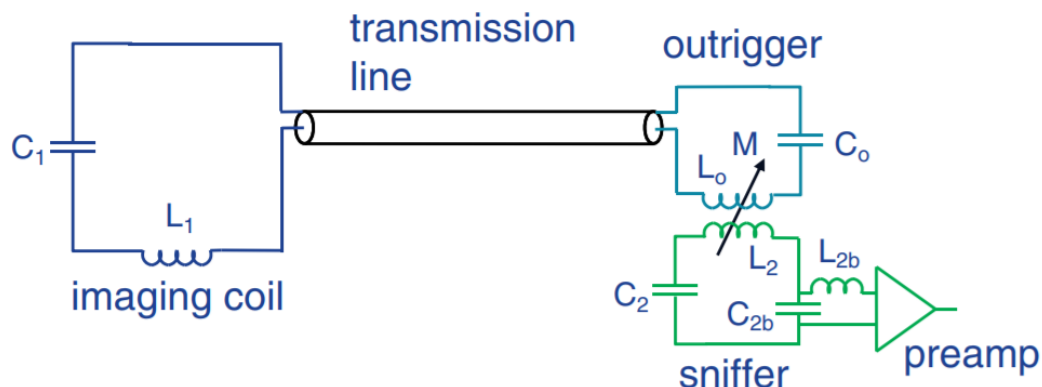 transmission
line
outrigger
C₁
L₁
imaging coil
M
Cₒ
Lₒ
L₂
L₂b
C₂
C₂b
preamp
sniffer